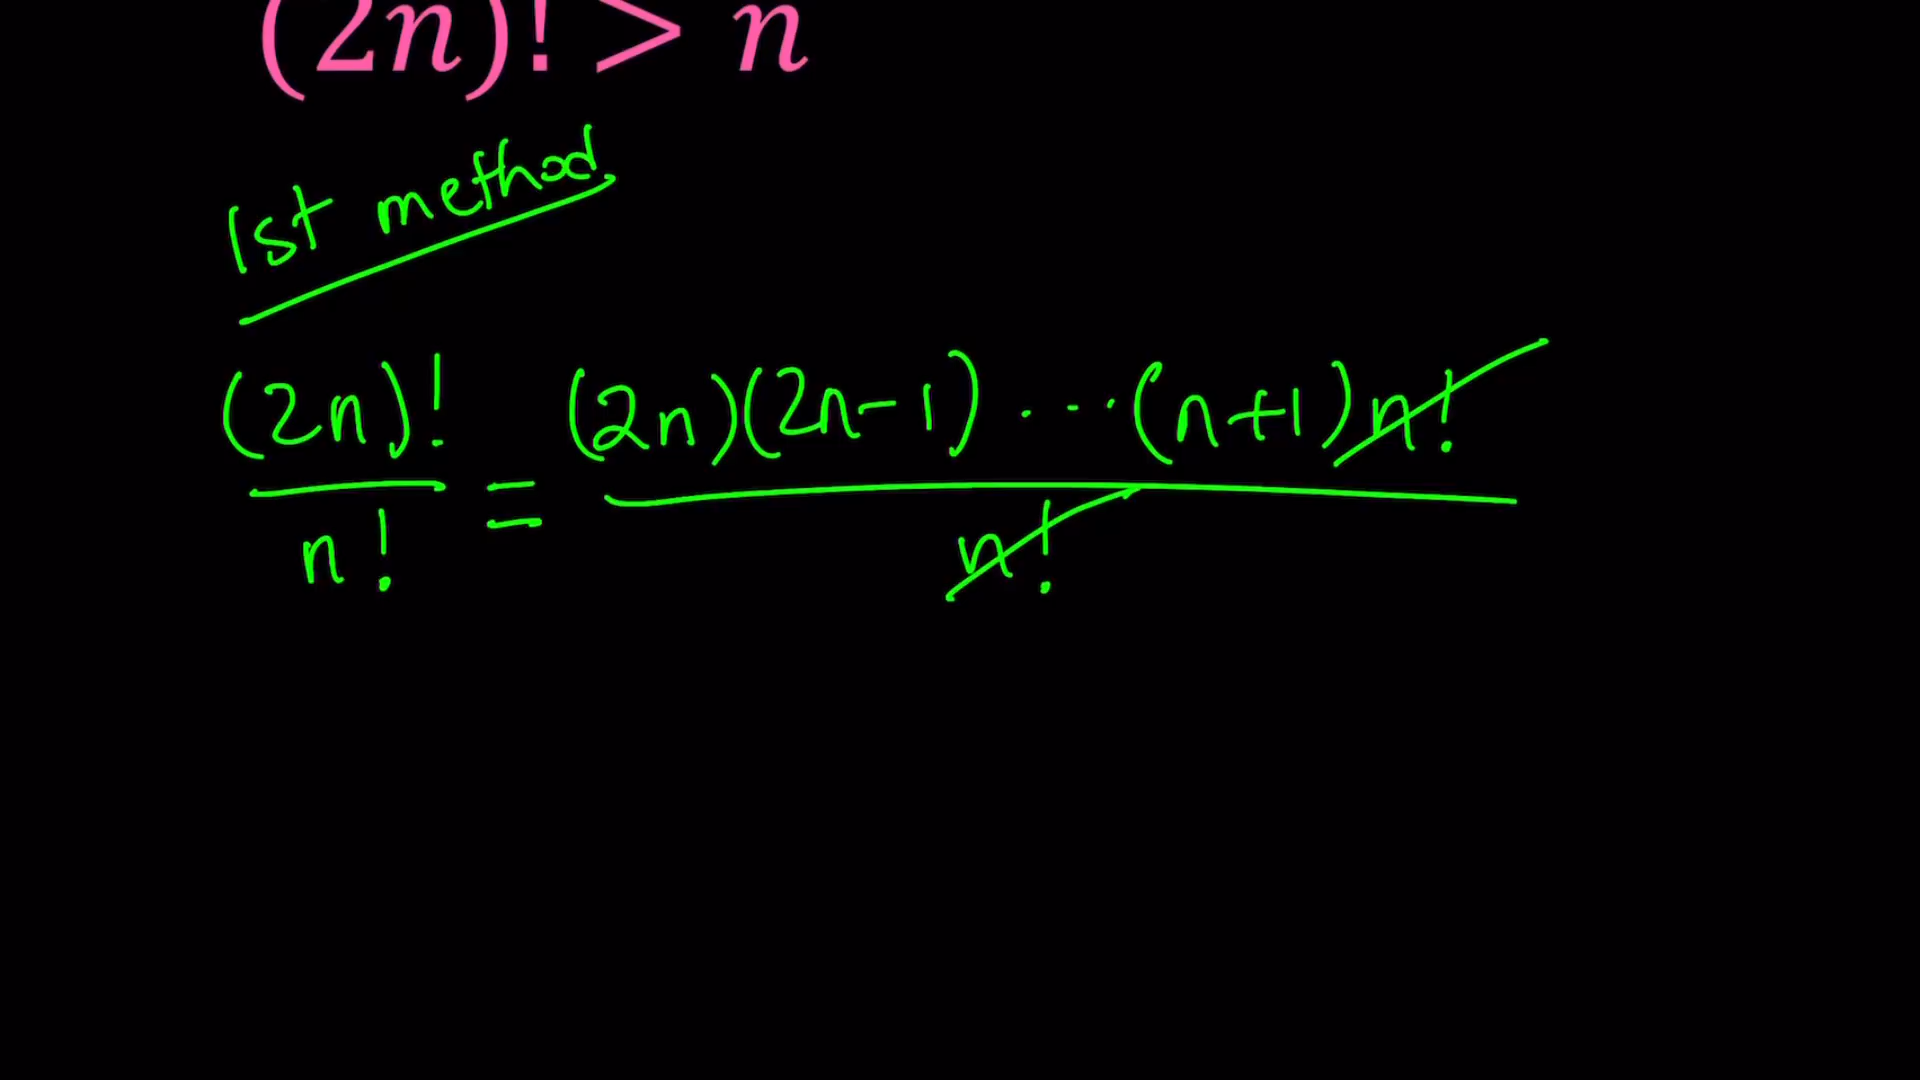 (2n)! > n
1st method
(2n)!/n! = (2n)(2n-1)...(n+1)n!/n!